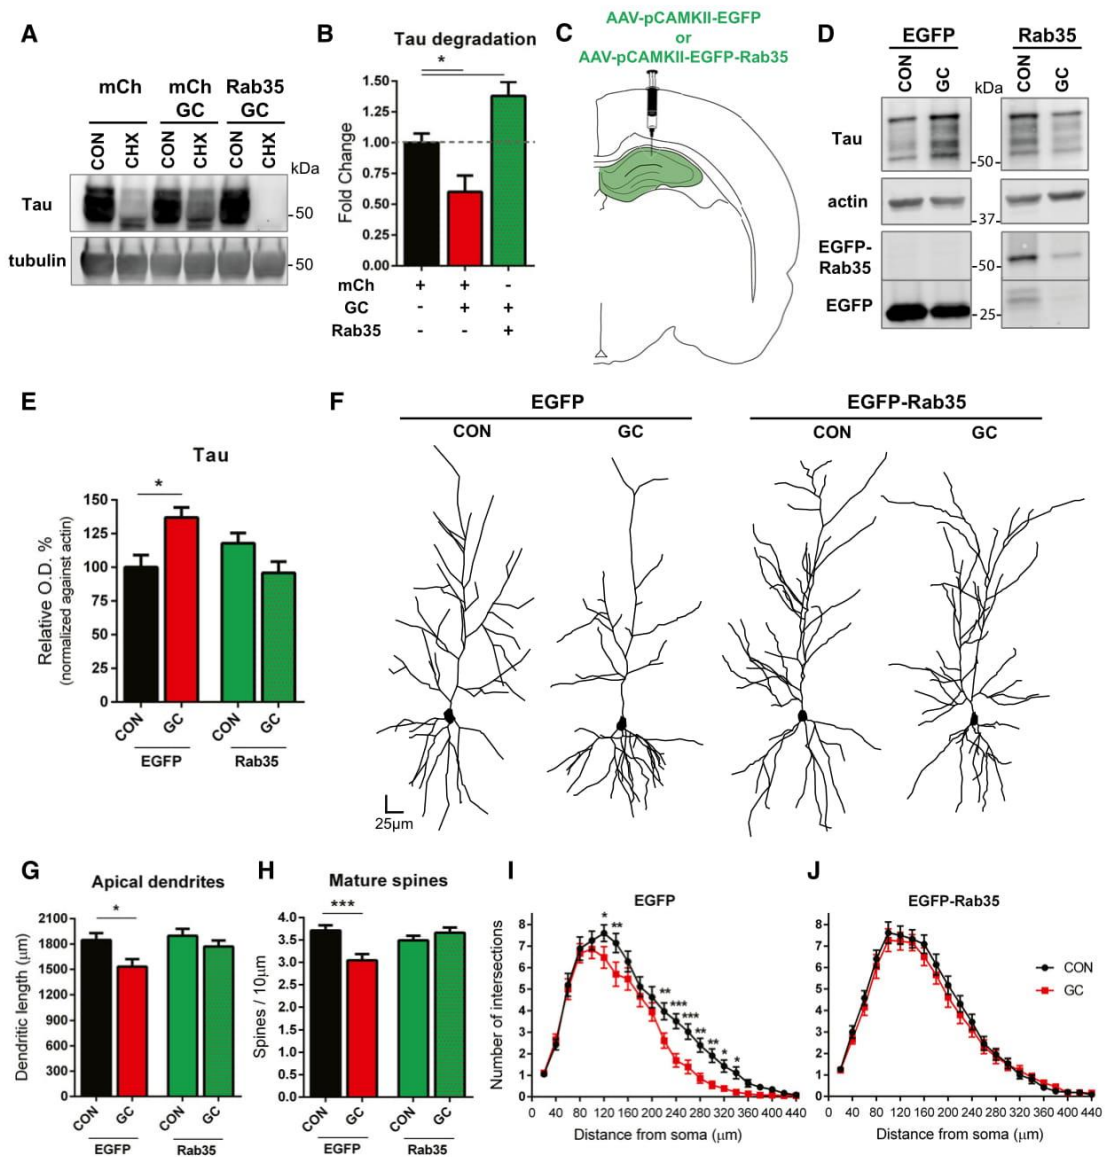 A
mCh
mCh
GC
Rab35
GC
CON
CHX
CON
CHX
CON
CHX
kDa
Tau
-50
tubulin
-50
B
Tau degradation
*
Fold Change
1.50
1.25
1.00
0.75
0.50
0.25
0.00
mCh + + -
GC - + +
Rab35 - - +
C
AAV-pCAMKII-EGFP
or
AAV-pCAMKII-EGFP-Rab35
D
EGFP
Rab35
CON
GC
kDa
CON
GC
Tau
50-
actin
37-
EGFP-
Rab35
-50-
EGFP
-25-
E
Tau
*
Relative O.D. %
(normalized against actin)
150
125
100
75
50
25
0
CON
GC
CON
GC
EGFP
Rab35
F
EGFP
EGFP-Rab35
CON
GC
CON
GC
25μm
G
Apical dendrites
*
Dendritic length (μm)
2100
1800
1500
1200
900
600
300
0
CON
GC
CON
GC
EGFP
Rab35
H
Mature spines
***
Spines / 10μm
4.0
3.5
3.0
2.5
2.0
1.5
1.0
0.5
0.0
CON
GC
CON
GC
EGFP
Rab35
I
EGFP
Number of intersections
9
8
7
6
5
4
3
2
1
0
* ** ** *** *** ** ** * *
0 40 80 120 160 200 240 280 320 360 400 440
Distance from soma (μm)
J
EGFP-Rab35
9
8
7
6
5
4
3
2
1
0
CON
GC
0 40 80 120 160 200 240 280 320 360 400 440
Distance from soma (μm)